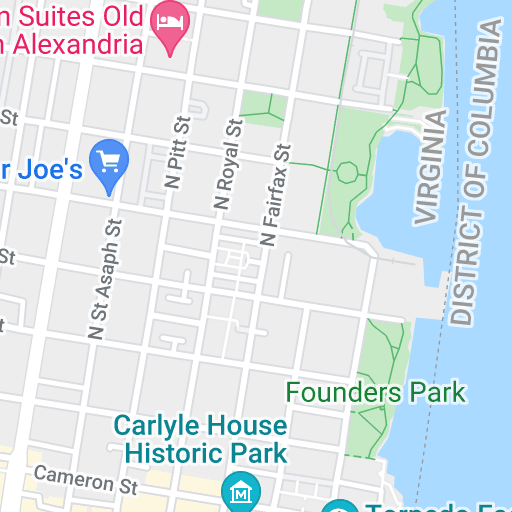 n Suites Old
n Alexandria
St
r Joe's
N Pitt St
N Royal St
N Fairfax St
VIRGINIA
DISTRICT OF COLUMBIA
N St Asaph St
St
Founders Park
Carlyle House
Historic Park
Cameron St